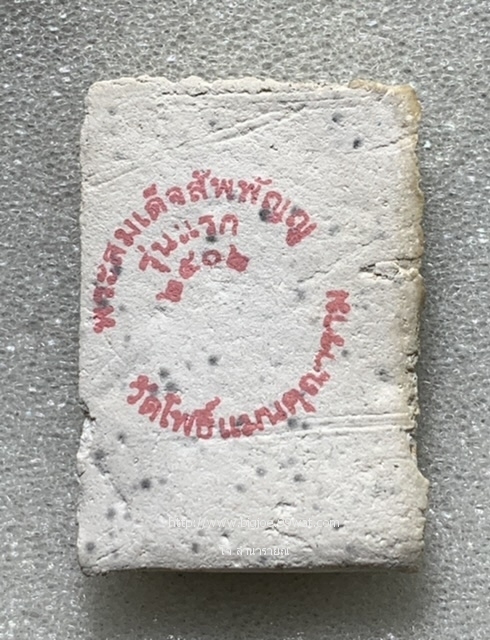 พระสมเด็จสัพพัญญู
รุ่นแรก
๒๕๐๒
วัดโพธิ์แมนคุณาราม